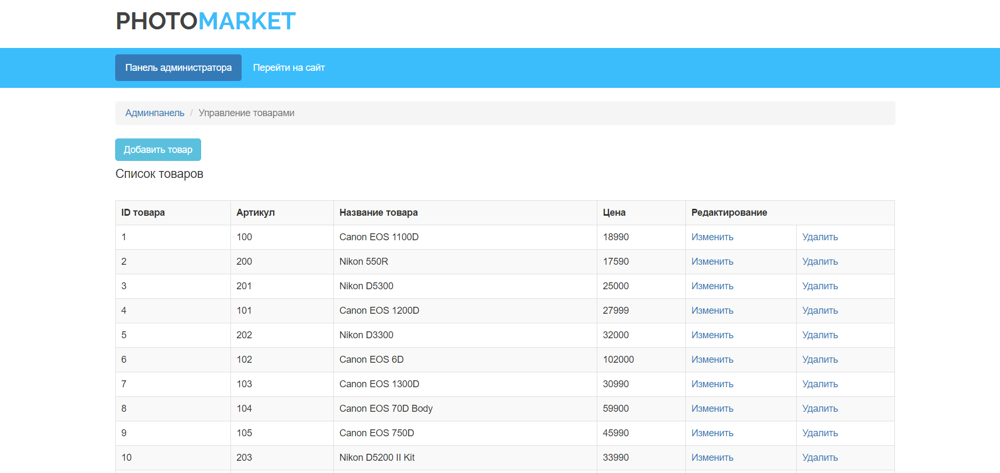 PHOTOMARKET
Панель администратора Перейти на сайт
Админпанель / Управление товарами
Добавить товар
Список товаров
ID товара Артикул Название товара Цена Редактирование
1 100 Canon EOS 1100D 18990 Изменить Удалить
2 200 Nikon 550R 17590 Изменить Удалить
3 201 Nikon D5300 25000 Изменить Удалить
4 101 Canon EOS 1200D 27999 Изменить Удалить
5 202 Nikon D3300 32000 Изменить Удалить
6 102 Canon EOS 6D 102000 Изменить Удалить
7 103 Canon EOS 1300D 30990 Изменить Удалить
8 104 Canon EOS 70D Body 59900 Изменить Удалить
9 105 Canon EOS 750D 45990 Изменить Удалить
10 203 Nikon D5200 II Kit 33990 Изменить Удалить